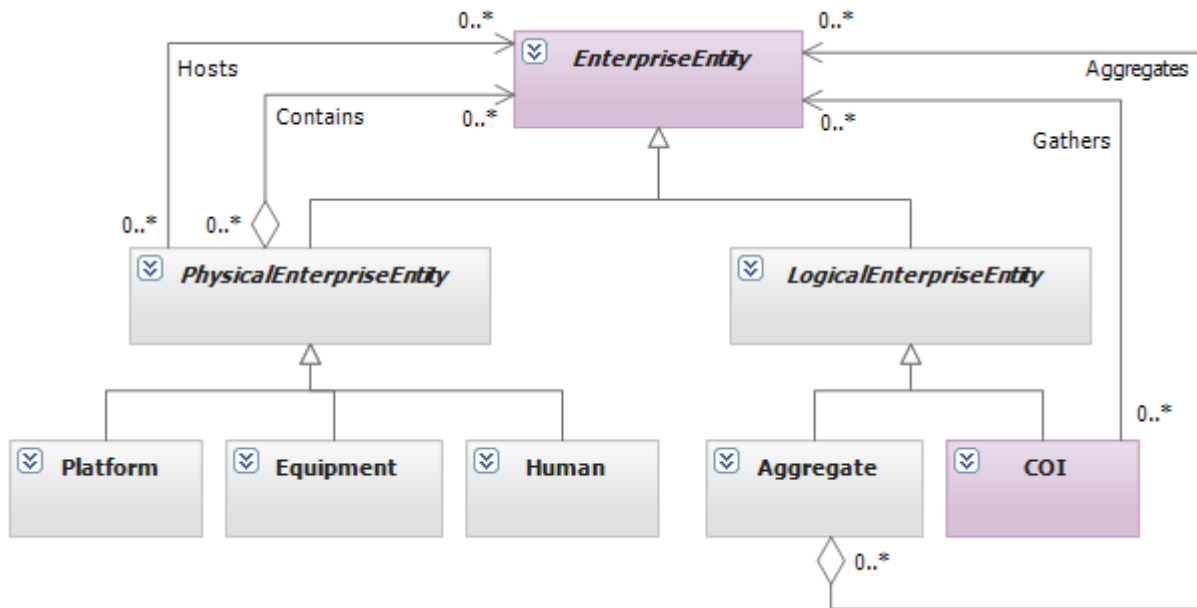 0..*
0..*
EnterpriseEntity
Hosts
Aggregates
Contains
0..*
0..*
Gathers
0..*
0..*
PhysicalEnterpriseEntity
LogicalEnterpriseEntity
0..*
Platform
Equipment
Human
Aggregate
COI
0..*